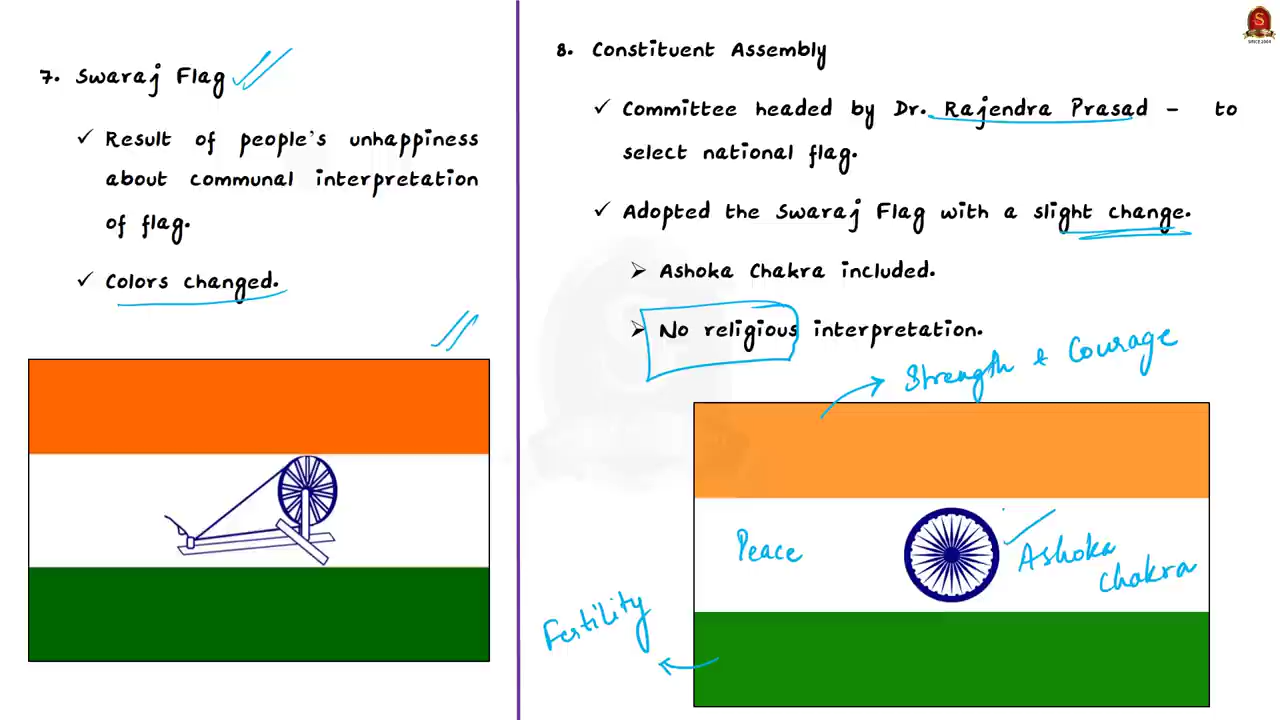 7. Swaraj Flag
✓ Result of people's unhappiness
about communal interpretation
of flag.
✓ Colors changed.
8. Constituent Assembly
✓ Committee headed by Dr. Rajendra Prasad – to
select national flag.
✓ Adopted the Swaraj Flag with a slight change.
➢ Ashoka Chakra included.
➢ No religious interpretation.
Strength & Courage
Peace
Ashoka
Chakra
Fertility
S
SINCE 2004